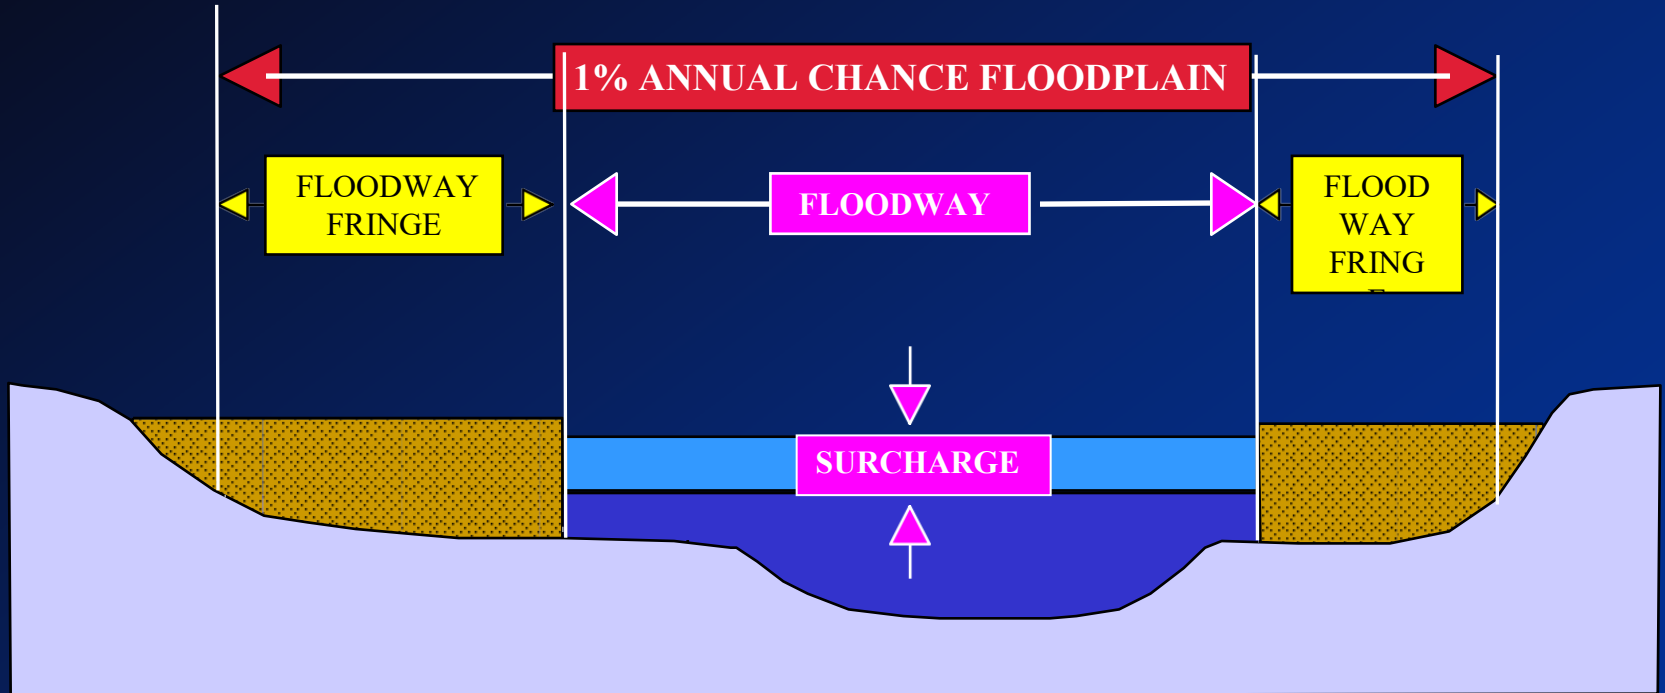 1% ANNUAL CHANCE FLOODPLAIN
FLOODWAY
FRINGE
FLOODWAY
FLOOD
WAY
FRING
SURCHARGE